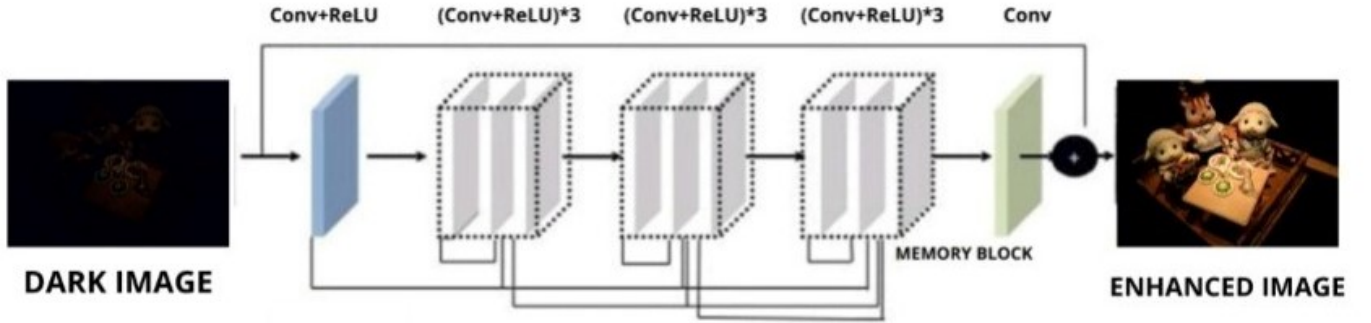 Conv+ReLU (Conv+ReLU)*3 (Conv+ReLU)*3 (Conv+ReLU)*3 Conv
+
MEMORY BLOCK
DARK IMAGE
ENHANCED IMAGE